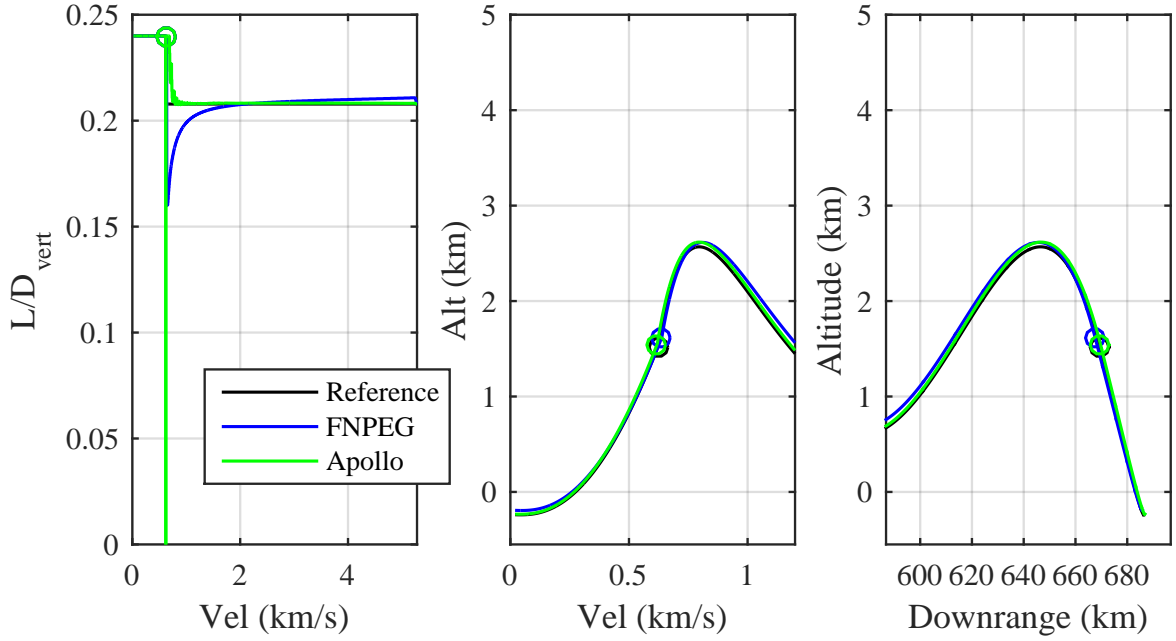 0.25
0.2
0.15
0.1
0.05
0
L/D_vert
0 2 4
Vel (km/s)
Reference
FNPEG
Apollo
5
4
3
2
1
0
Alt (km)
0 0.5 1
Vel (km/s)
5
4
3
2
1
0
Altitude (km)
600 620 640 660 680
Downrange (km)